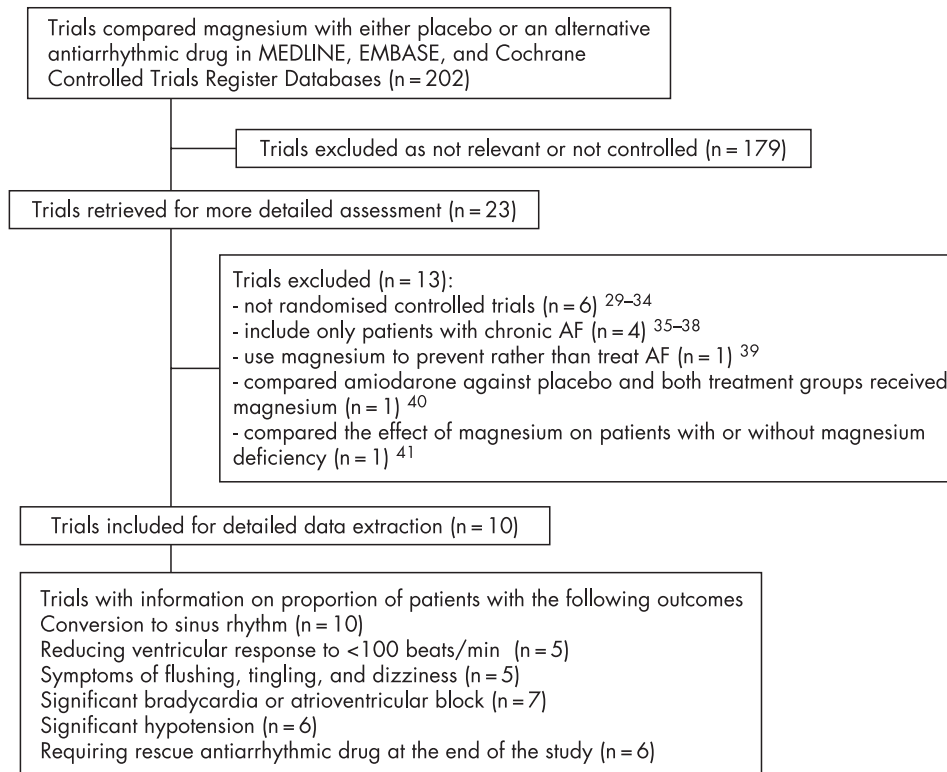 Trials compared magnesium with either placebo or an alternative
antiarrhythmic drug in MEDLINE, EMBASE, and Cochrane
Controlled Trials Register Databases (n = 202)
Trials excluded as not relevant or not controlled (n = 179)
Trials retrieved for more detailed assessment (n = 23)
Trials excluded (n = 13):
- not randomised controlled trials (n = 6) 29–34
- include only patients with chronic AF (n = 4) 35–38
- use magnesium to prevent rather than treat AF (n = 1) 39
- compared amiodarone against placebo and both treatment groups received
magnesium (n = 1) 40
- compared the effect of magnesium on patients with or without magnesium
deficiency (n = 1) 41
Trials included for detailed data extraction (n = 10)
Trials with information on proportion of patients with the following outcomes
Conversion to sinus rhythm (n = 10)
Reducing ventricular response to <100 beats/min (n = 5)
Symptoms of flushing, tingling, and dizziness (n = 5)
Significant bradycardia or atrioventricular block (n = 7)
Significant hypotension (n = 6)
Requiring rescue antiarrhythmic drug at the end of the study (n = 6)